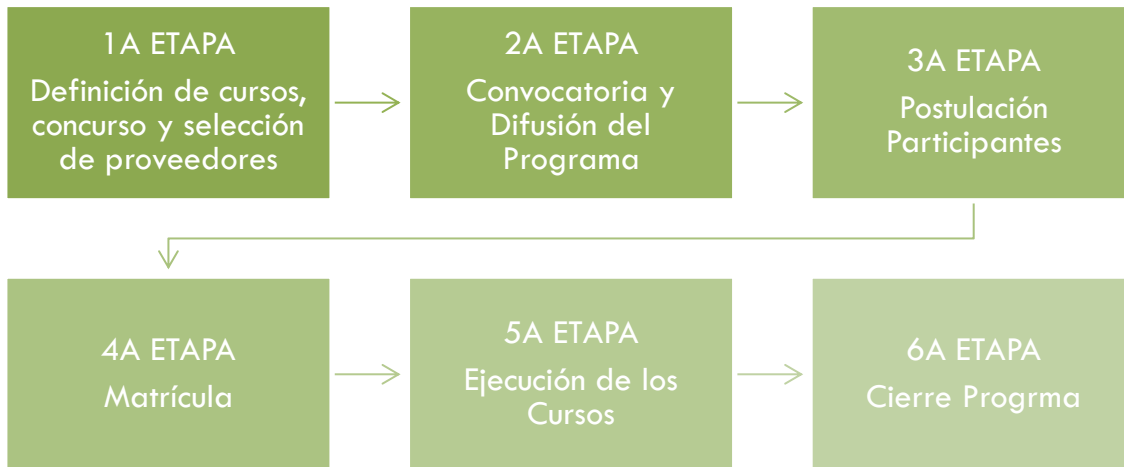 1A ETAPA
Definición de cursos,
concurso y selección
de proveedores
2A ETAPA
Convocatoria y
Difusión del
Programa
3A ETAPA
Postulación
Participantes
4A ETAPA
Matrícula
5A ETAPA
Ejecución de los
Cursos
6A ETAPA
Cierre Progrma